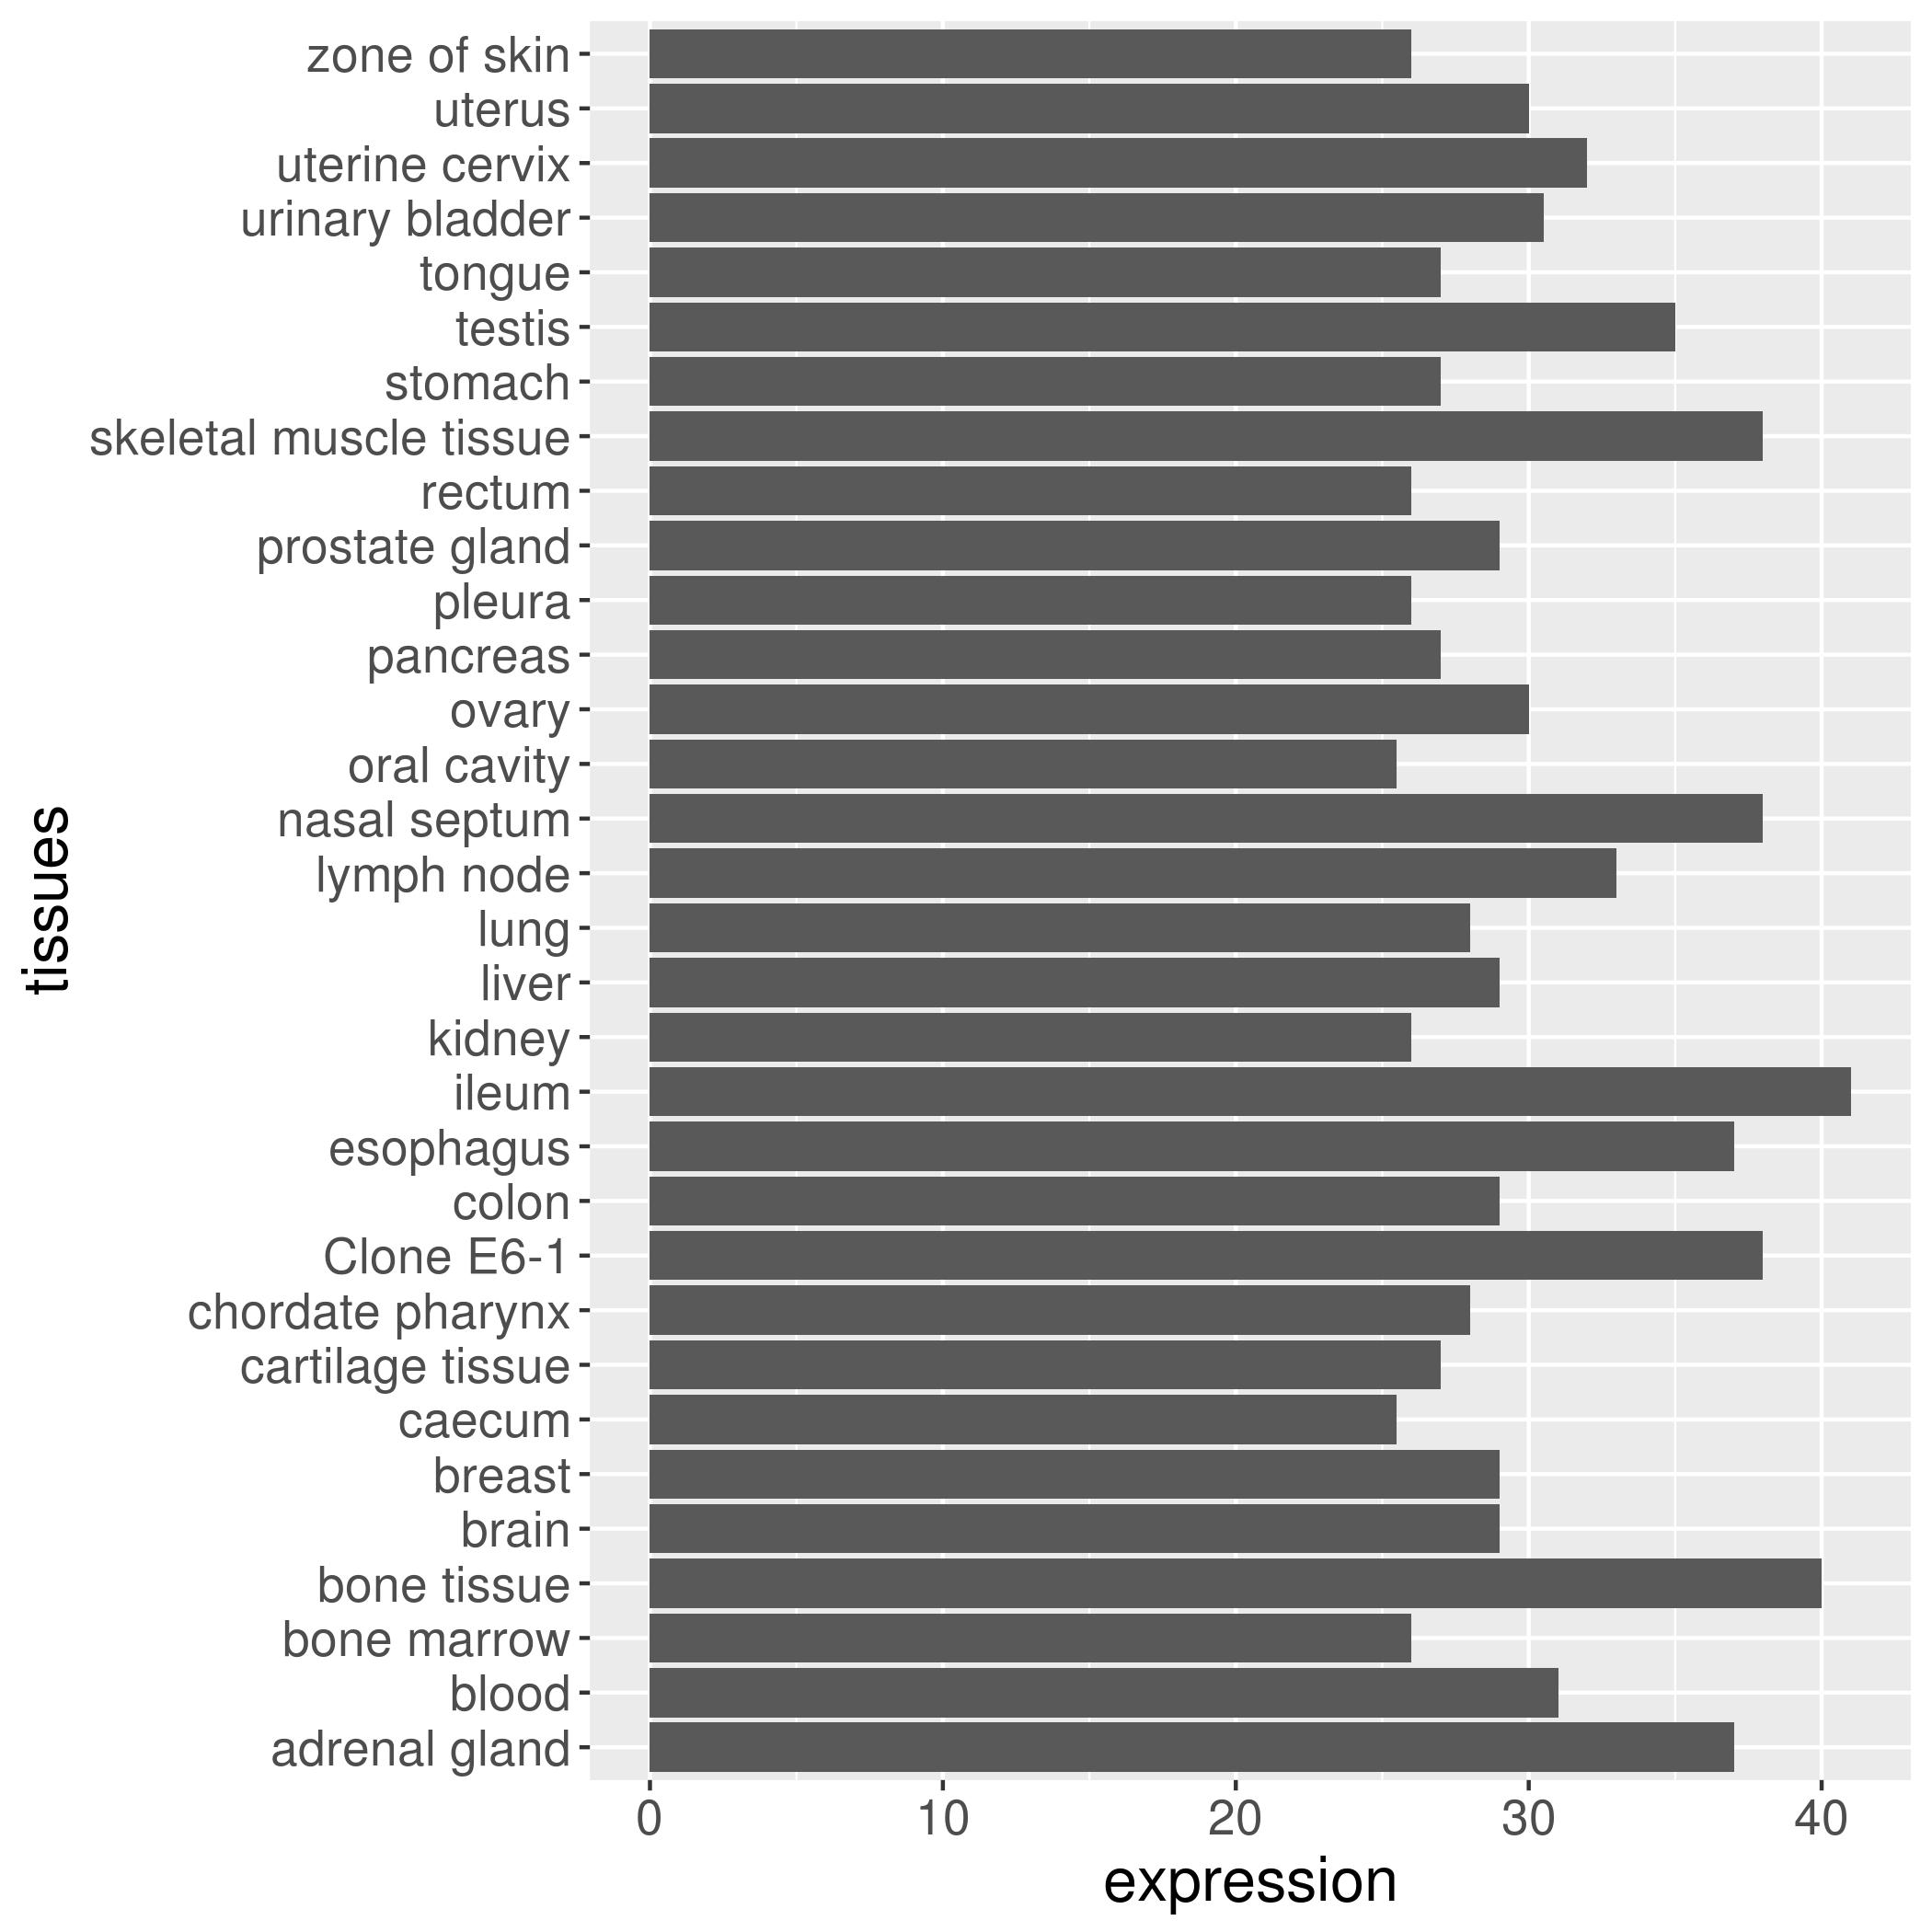 zone of skin
uterus
uterine cervix
urinary bladder
tongue
testis
stomach
skeletal muscle tissue
rectum
prostate gland
pleura
pancreas
ovary
oral cavity
nasal septum
lymph node
lung
liver
kidney
ileum
esophagus
colon
Clone E6-1
chordate pharynx
cartilage tissue
caecum
breast
brain
bone tissue
bone marrow
blood
adrenal gland
tissues
0 10 20 30 40
expression